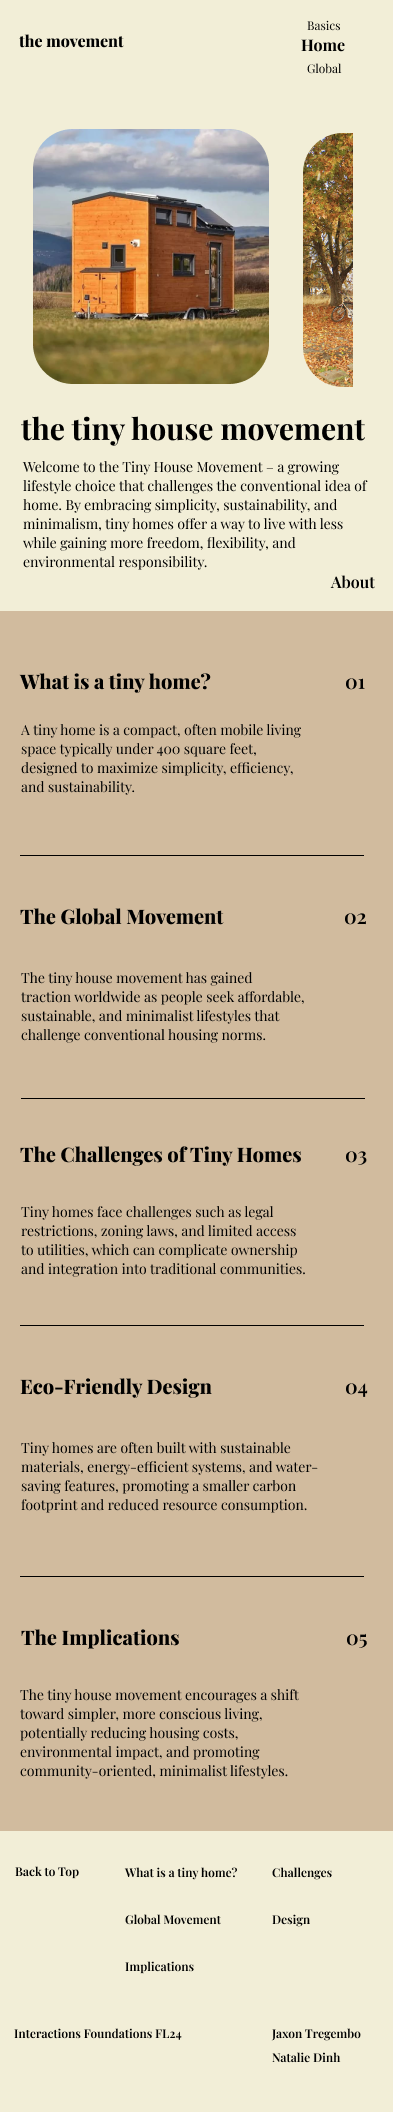 the movement
Basics
Home
Global
the tiny house movement
Welcome to the Tiny House Movement – a growing
lifestyle choice that challenges the conventional idea of
home. By embracing simplicity, sustainability, and
minimalism, tiny homes offer a way to live with less
while gaining more freedom, flexibility, and
environmental responsibility.
About
What is a tiny home? 01
A tiny home is a compact, often mobile living
space typically under 400 square feet,
designed to maximize simplicity, efficiency,
and sustainability.
The Global Movement 02
The tiny house movement has gained
traction worldwide as people seek affordable,
sustainable, and minimalist lifestyles that
challenge conventional housing norms.
The Challenges of Tiny Homes 03
Tiny homes face challenges such as legal
restrictions, zoning laws, and limited access
to utilities, which can complicate ownership
and integration into traditional communities.
Eco-Friendly Design 04
Tiny homes are often built with sustainable
materials, energy-efficient systems, and water-
saving features, promoting a smaller carbon
footprint and reduced resource consumption.
The Implications 05
The tiny house movement encourages a shift
toward simpler, more conscious living,
potentially reducing housing costs,
environmental impact, and promoting
community-oriented, minimalist lifestyles.
Back to Top What is a tiny home? Challenges
Global Movement Design
Implications
Interactions Foundations FL24 Jaxon Tregembo
Natalie Dinh